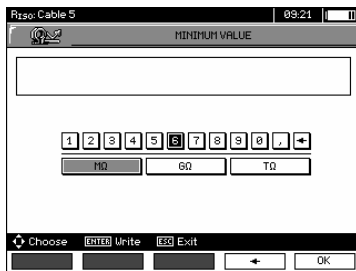 RISO: Cable 5 09:21
MINIMUM VALUE
1 2 3 4 5 6 7 8 9 0 , ←
MΩ GΩ TΩ
Choose ENTER Write ESC Exit
← OK